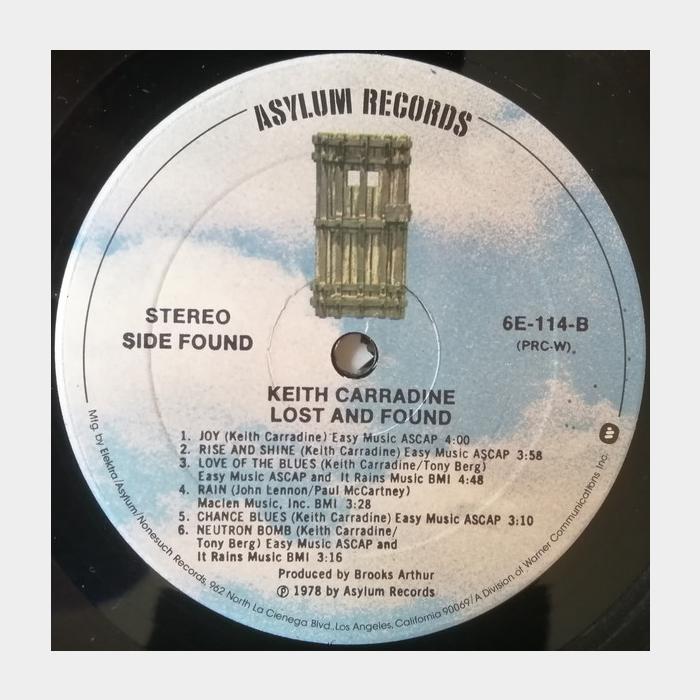 ASYLUM RECORDS
STEREO
SIDE FOUND
6E-114-B
(PRC-W)
KEITH CARRADINE
LOST AND FOUND
1. JOY (Keith Carradine) Easy Music ASCAP 4:00
2. RISE AND SHINE (Keith Carradine) Easy Music ASCAP 3:58
3. LOVE OF THE BLUES (Keith Carradine/Tony Berg)
Easy Music ASCAP and It Rains Music BMI 4:48
4. RAIN (John Lennon/Paul McCartney)
Maclen Music, Inc. BMI 3:28
5. CHANCE BLUES (Keith Carradine) Easy Music ASCAP 3:10
6. NEUTRON BOMB (Keith Carradine/
Tony Berg) Easy Music ASCAP and
It Rains Music BMI 3:16
Produced by Brooks Arthur
℗ 1978 by Asylum Records
Mfg. by Elektra/Asylum/Nonesuch Records, 962 North La Cienega Blvd., Los Angeles, California 90069/A Division of Warner Communications Inc.